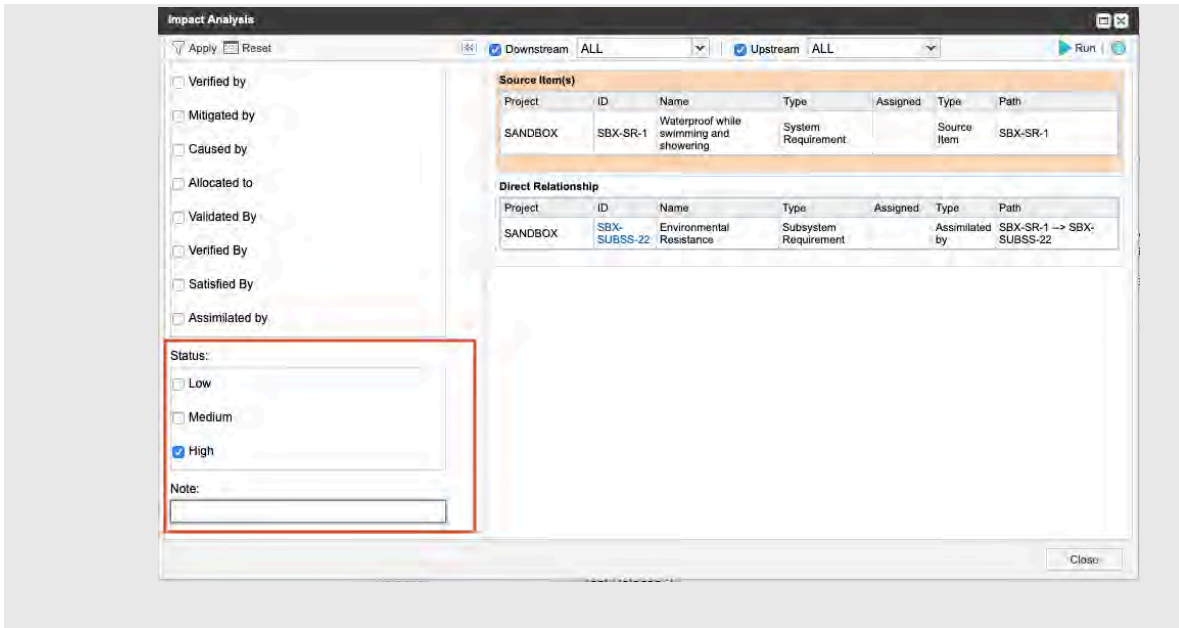 Impact Analysis
Apply Reset Downstream ALL Upstream ALL Run
Verified by
Mitigated by
Caused by
Allocated to
Validated By
Verified By
Satisfied By
Assimilated by
Status:
Low
Medium
High
Note:
Source Item(s)
Project ID Name Type Assigned Type Path
SANDBOX SBX-SR-1 Waterproof while swimming and showering System Requirement Source Item SBX-SR-1
Direct Relationship
Project ID Name Type Assigned Type Path
SANDBOX SBX-SUBSS-22 Environmental Resistance Subsystem Requirement Assimilated by SBX-SR-1 --> SBX-SUBSS-22
Close